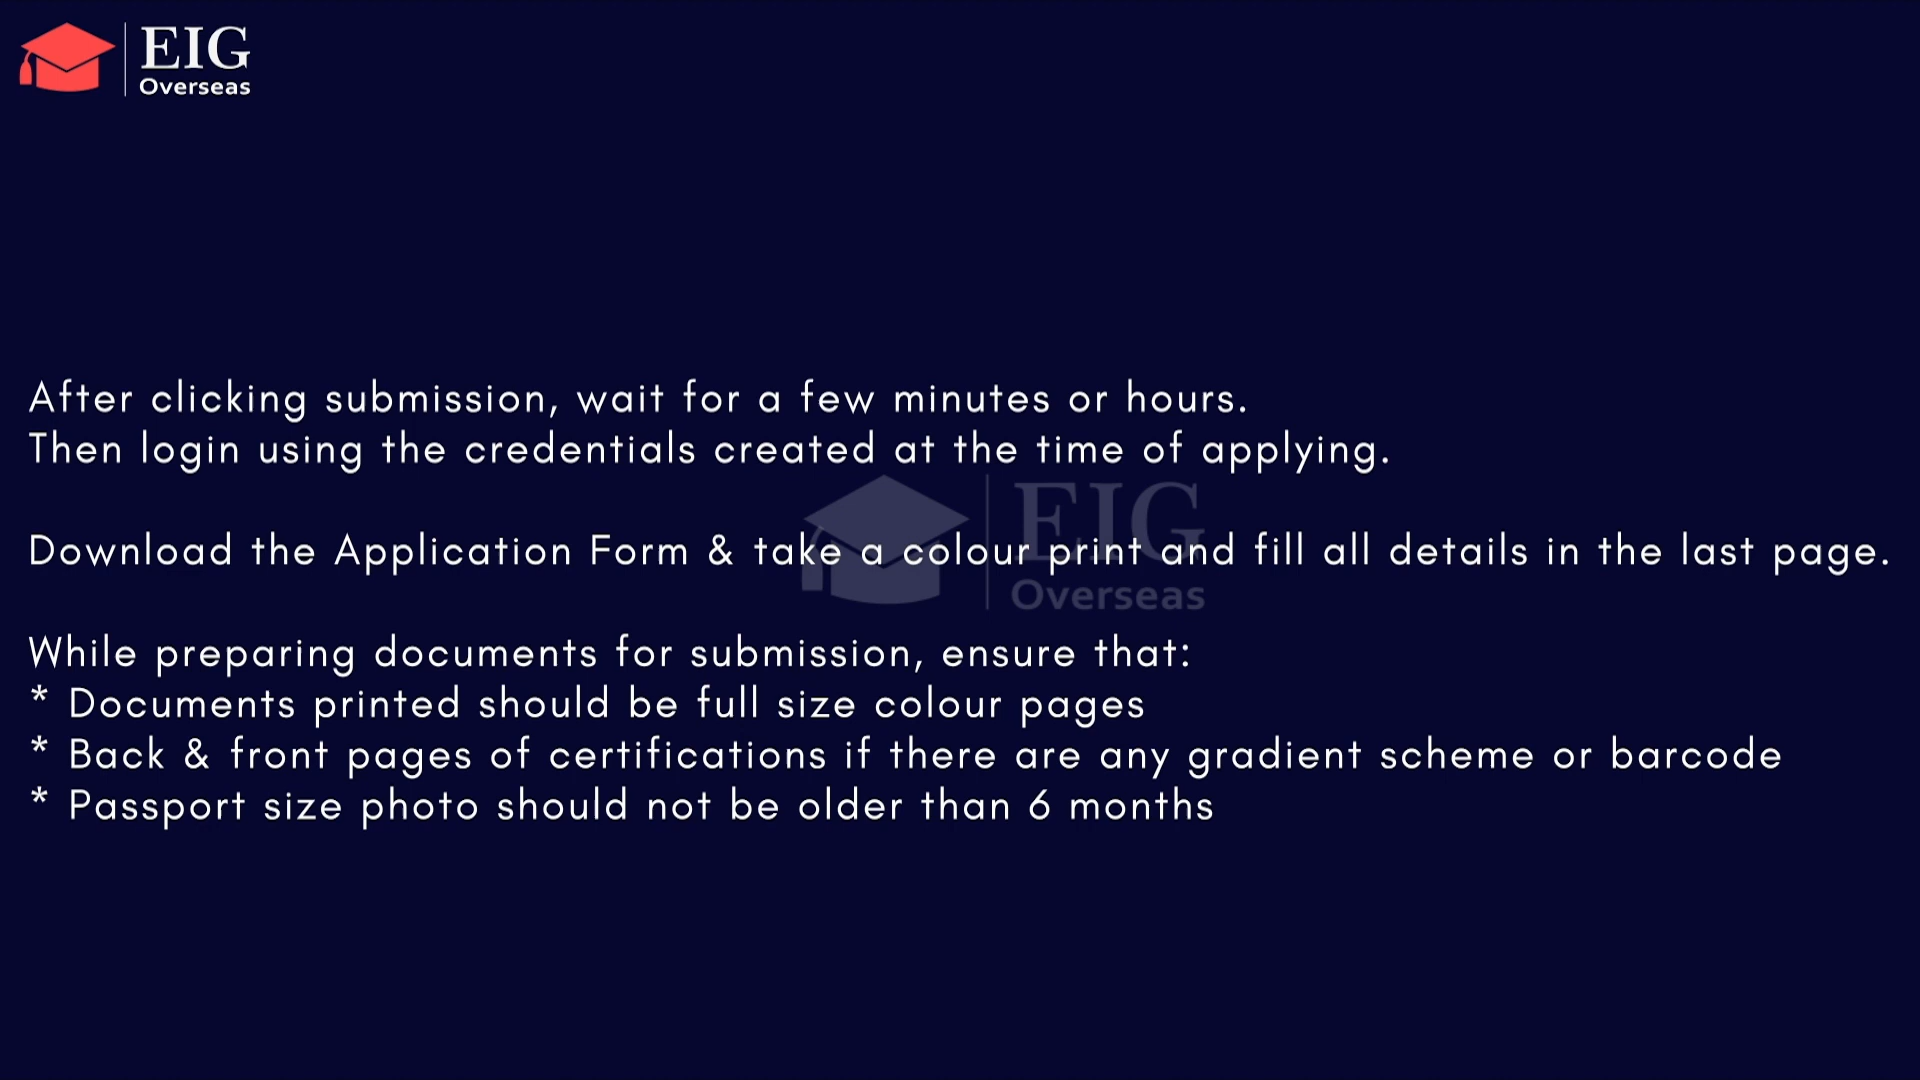 EIG
Overseas
After clicking submission, wait for a few minutes or hours.
Then login using the credentials created at the time of applying.
Download the Application Form & take a colour print and fill all details in the last page.
EIG
Overseas
While preparing documents for submission, ensure that:
* Documents printed should be full size colour pages
* Back & front pages of certifications if there are any gradient scheme or barcode
* Passport size photo should not be older than 6 months